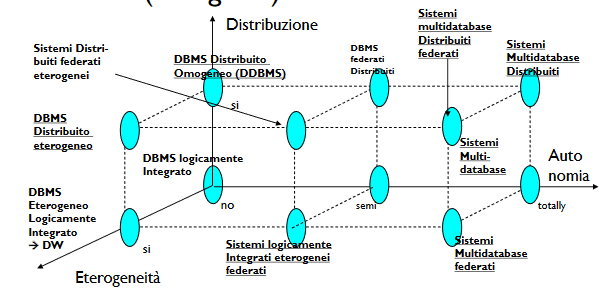 Distribuzione
Sistemi Distri-
buiti federati
eterogenei
DBMS Distribuito
Omogeneo (DDBMS)
DBMS
federati
Distribuiti
Sistemi
multidatabase
Distribuiti
federati
Sistemi
Multidatabase
Distribuiti
si
DBMS
Distribuito
eterogeneo
DBMS logicamente
Integrato
Sistemi
Multi-
database
Auto
nomia
DBMS
Eterogeneo
Logicamente
Integrato
→ DW
no
semi
totally
si
Sistemi logicamente
Integrati eterogenei
federati
Sistemi
Multidatabase
federati
Eterogeneità